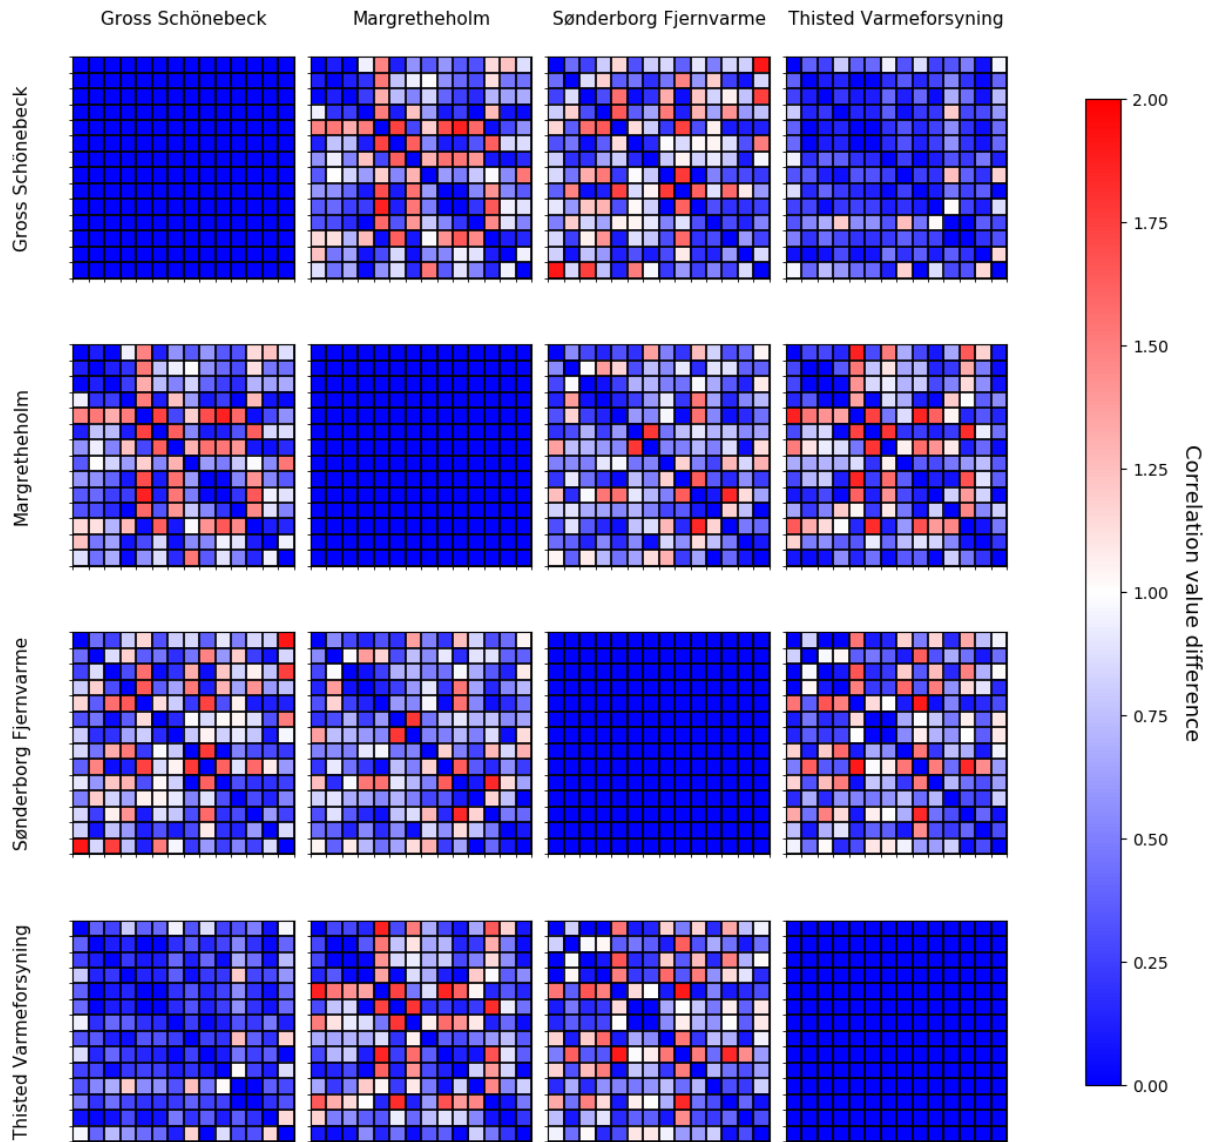 Gross Schönebeck
Margretheholm
Sønderborg Fjernvarme
Thisted Varmeforsyning
Gross Schönebeck
Margretheholm
Sønderborg Fjernvarme
Thisted Varmeforsyning
2.00
1.75
1.50
1.25
1.00
0.75
0.50
0.25
0.00
Correlation value difference